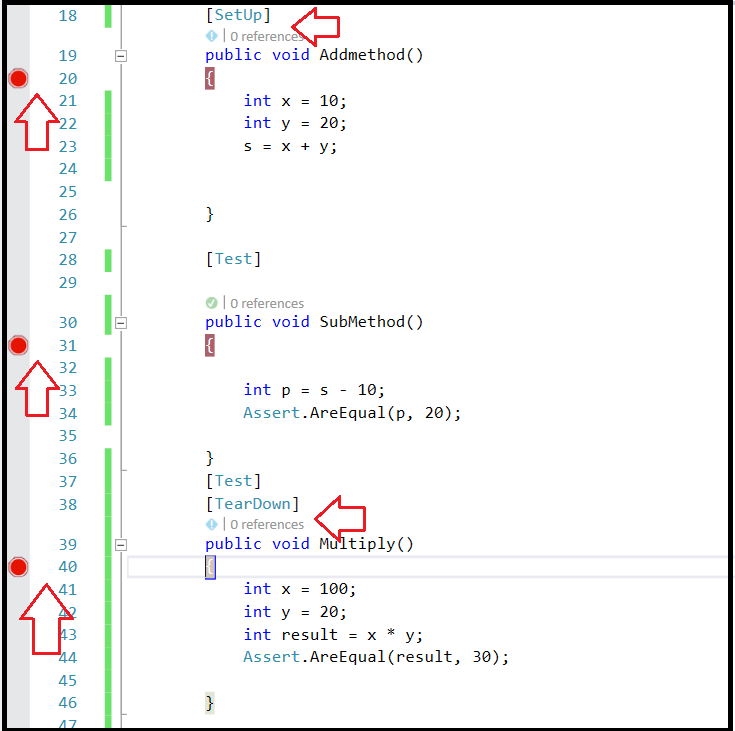 18 [SetUp]
0 references
19 public void Addmethod()
20 {
21 int x = 10;
22 int y = 20;
23 s = x + y;
24
25
26 }
27
28 [Test]
29
0 references
30 public void SubMethod()
31 {
32
33 int p = s - 10;
34 Assert.AreEqual(p, 20);
35
36 }
37 [Test]
38 [TearDown]
0 references
39 public void Multiply()
40 {
41 int x = 100;
42 int y = 20;
43 int result = x * y;
44 Assert.AreEqual(result, 30);
45
46 }
47